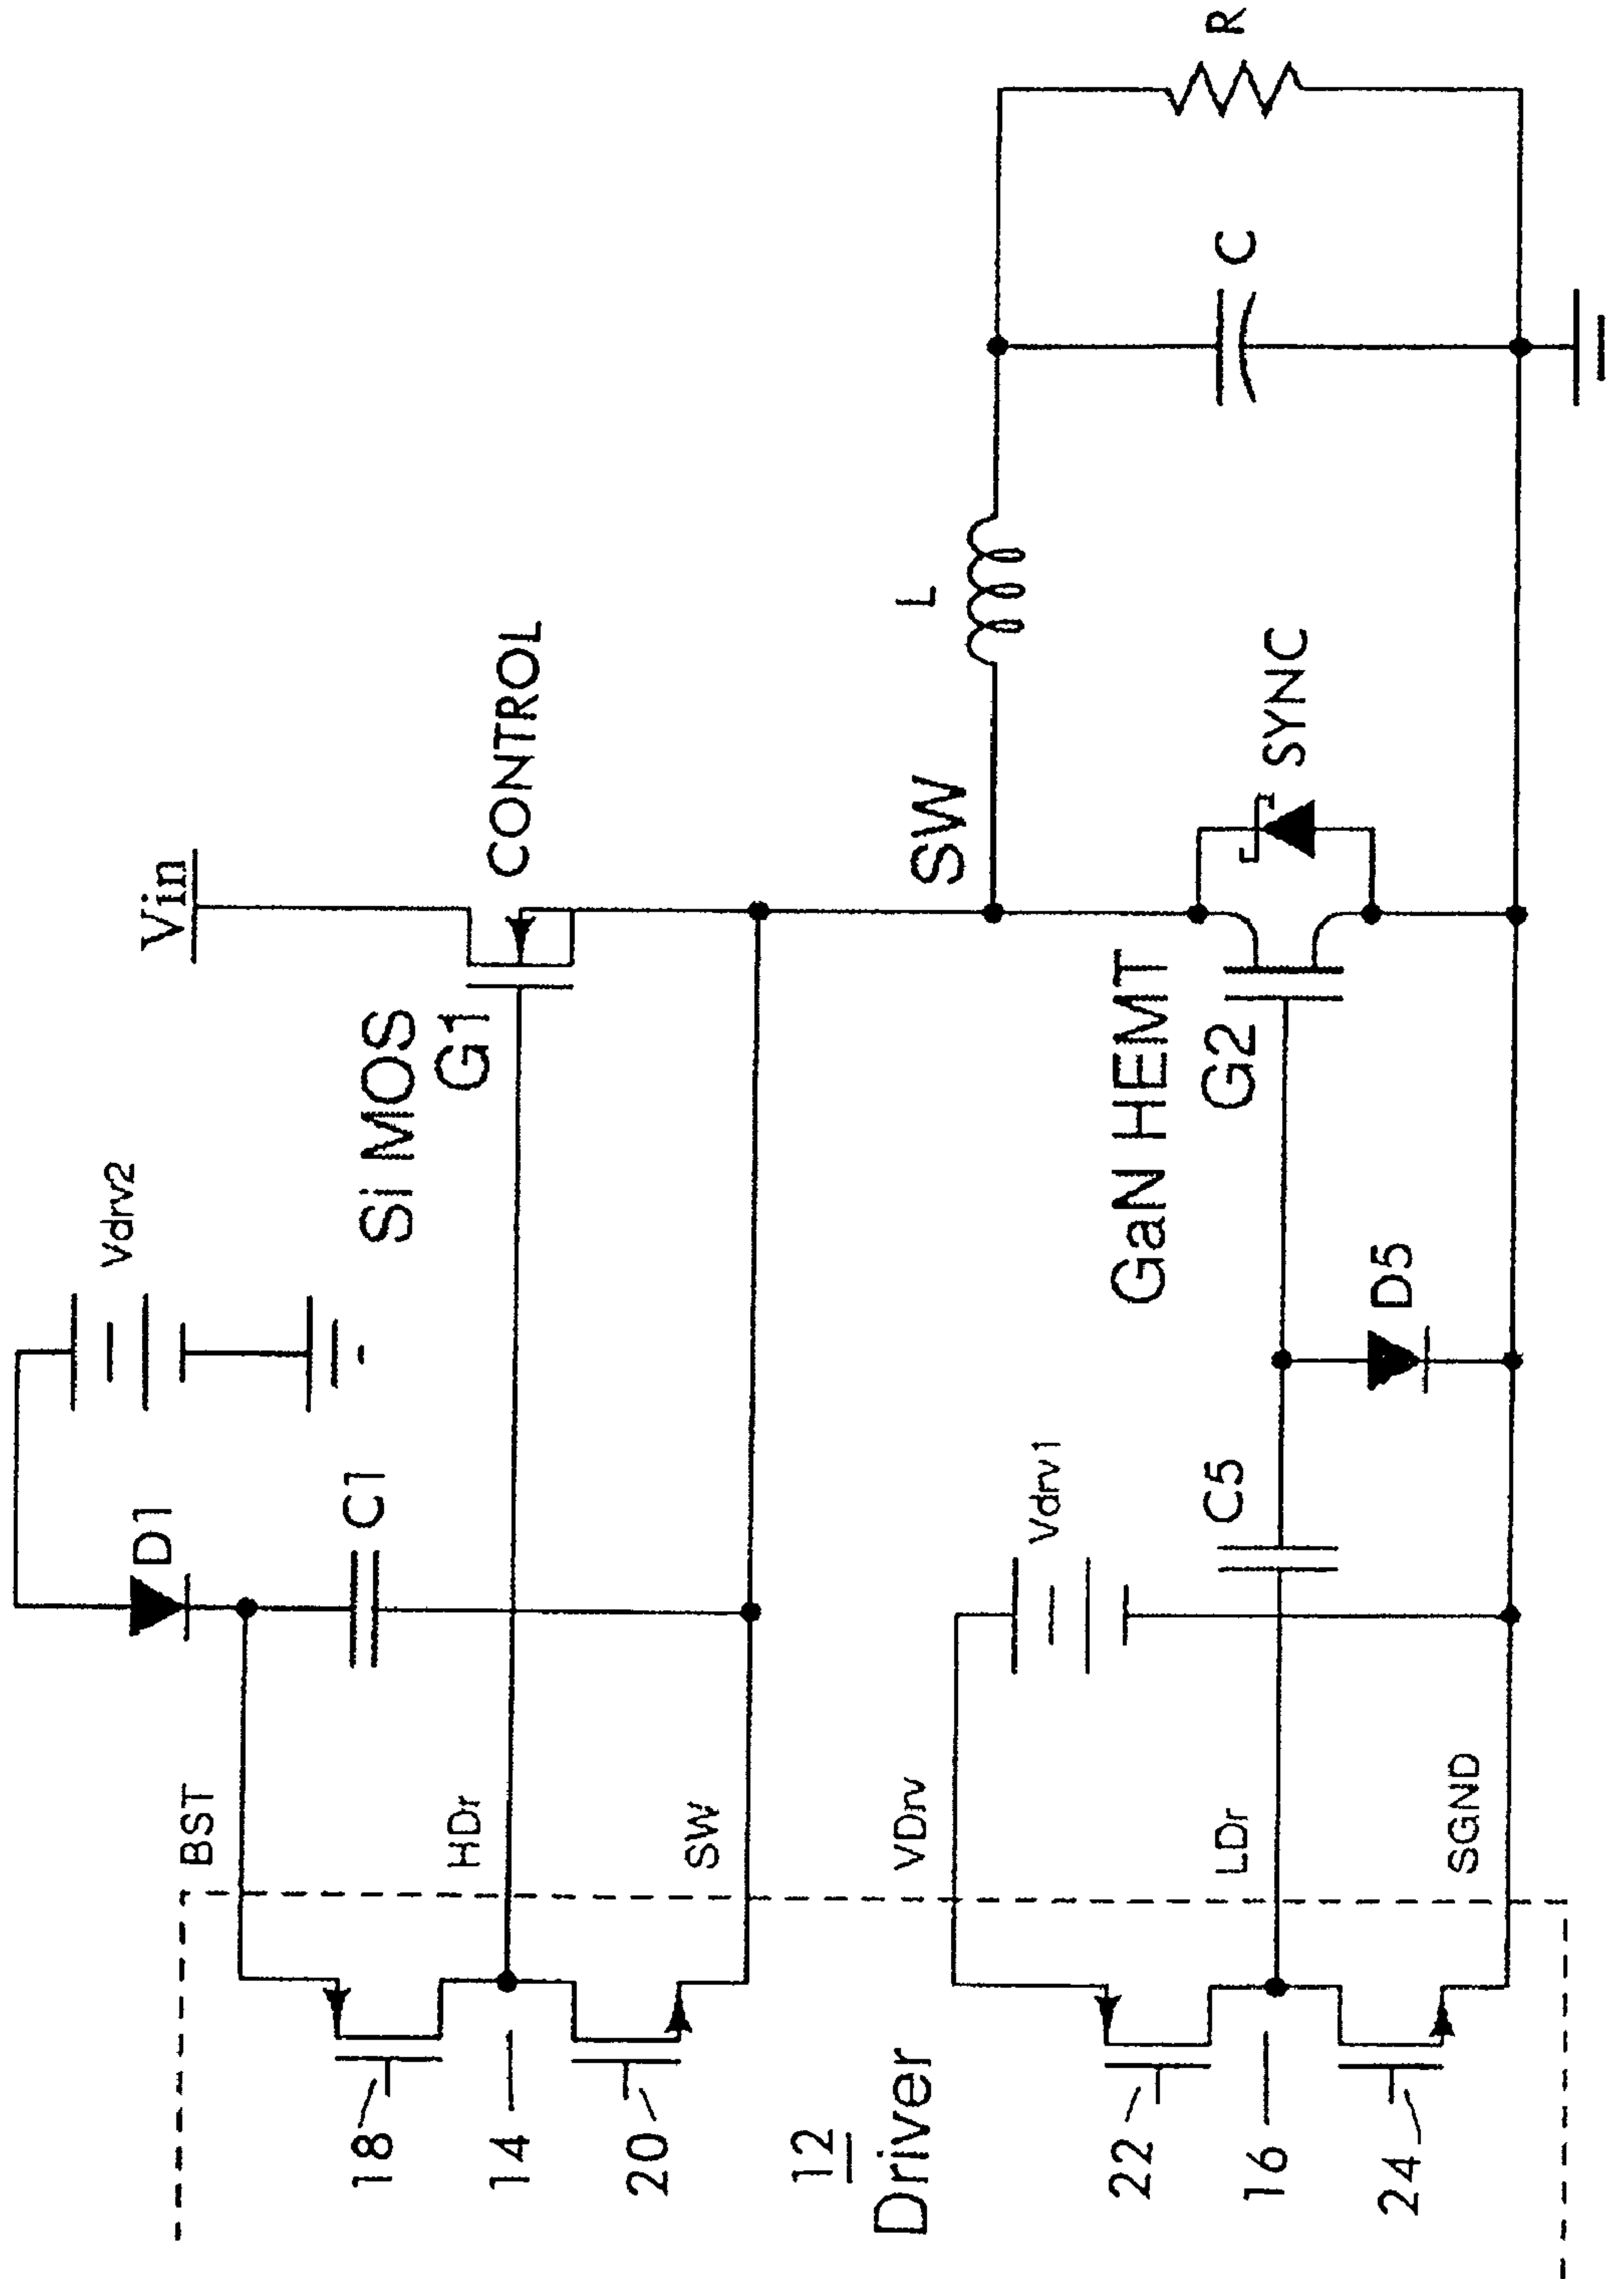 Vdrv2
Vin
D1
BST
C1
Si MOS
G1
CONTROL
18
HDr
14
SW
20
12
Driver
VDrv
Vdrv1
SW
L
R
22
LDr
C5
GaN HEMT
G2
C
16
SYNC
D5
24
SGND